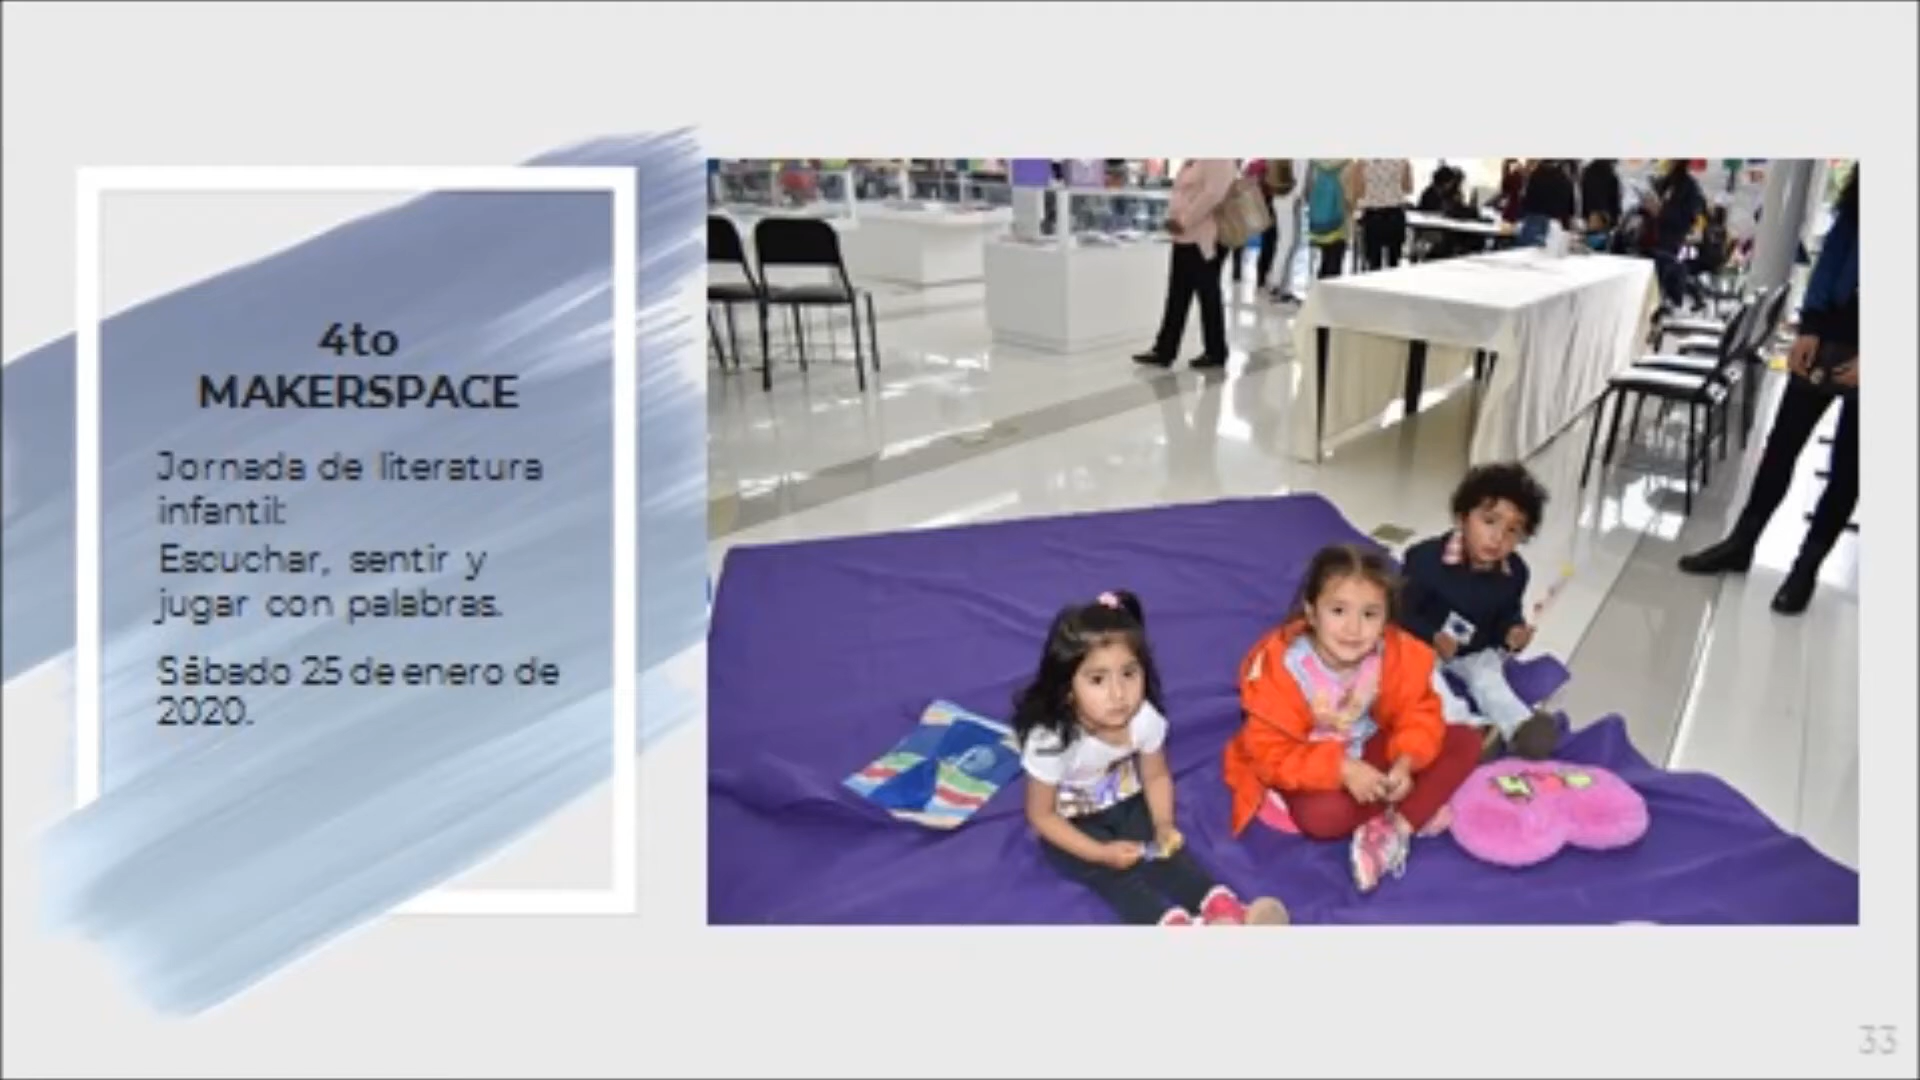 4to
MAKERSPACE
Jornada de literatura
infantil:
Escuchar, sentir y
jugar con palabras.
Sábado 25 de enero de
2020.
33